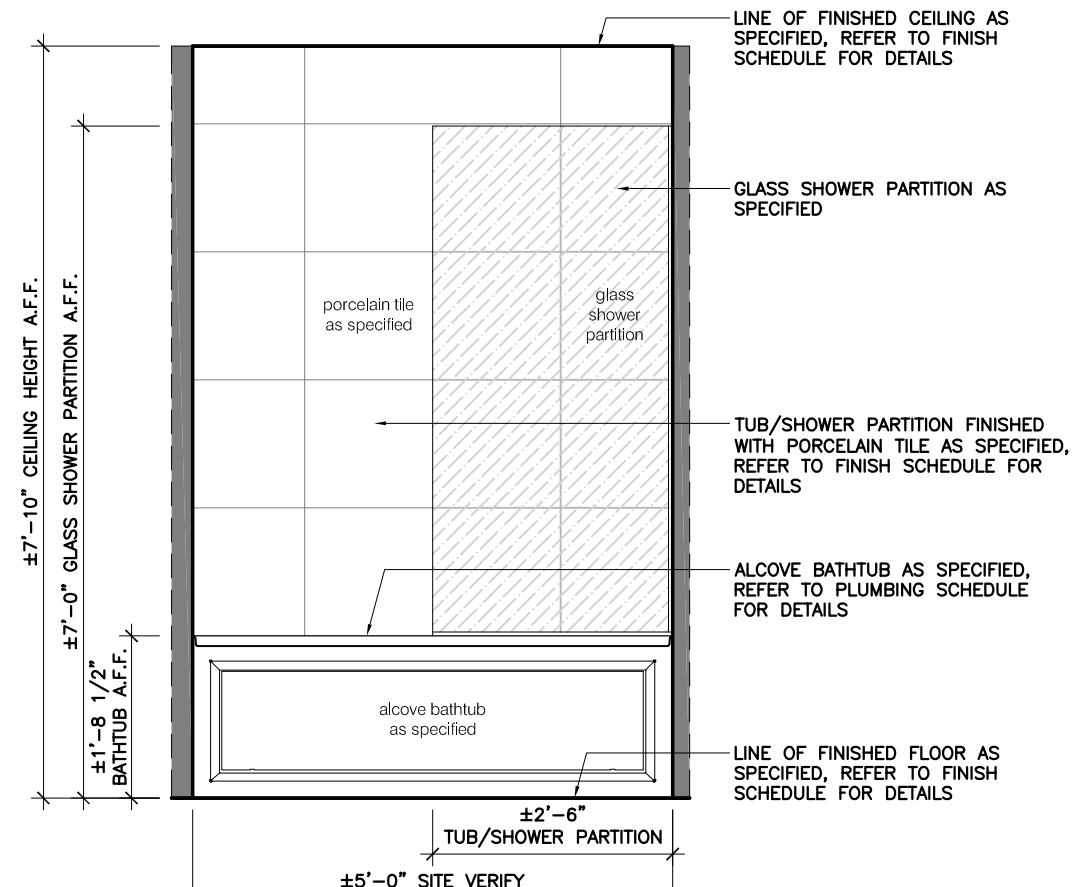 LINE OF FINISHED CEILING AS
SPECIFIED, REFER TO FINISH
SCHEDULE FOR DETAILS
GLASS SHOWER PARTITION AS
SPECIFIED
±7'-10" CEILING HEIGHT A.F.F.
±7'-0" GLASS SHOWER PARTITION A.F.F.
porcelain tile
as specified
glass
shower
partition
TUB/SHOWER PARTITION FINISHED
WITH PORCELAIN TILE AS SPECIFIED,
REFER TO FINISH SCHEDULE FOR
DETAILS
ALCOVE BATHTUB AS SPECIFIED,
REFER TO PLUMBING SCHEDULE
FOR DETAILS
±1'-8 1/2"
BATHTUB A.F.F.
alcove bathtub
as specified
LINE OF FINISHED FLOOR AS
SPECIFIED, REFER TO FINISH
SCHEDULE FOR DETAILS
±2'-6"
TUB/SHOWER PARTITION
±5'-0" SITE VERIFY